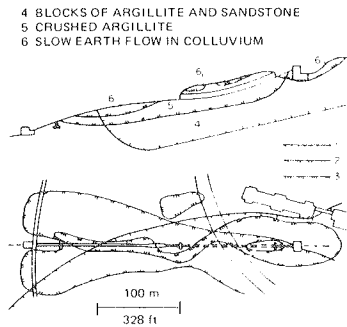 4 BLOCKS OF ARGILLITE AND SANDSTONE
5 CRUSHED ARGILLITE
6 SLOW EARTH FLOW IN COLLUVIUM
6
6
6
5
4
1
2
3
100 m
328 ft